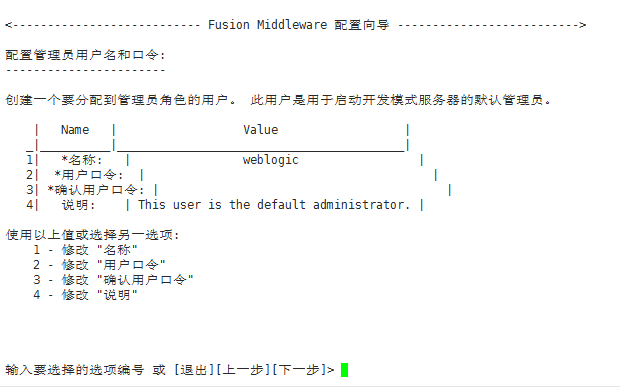 <--------------------------- Fusion Middleware 配置向导 -------------------------->
配置管理员用户名和口令:
-----------------------
创建一个要分配到管理员角色的用户。 此用户是用于启动开发模式服务器的默认管理员。
|   Name   |                  Value                  |
_|__________|_________________________________________|
1|   *名称:   |                weblogic                 |
2|  *用户口令:  |                                         |
3| *确认用户口令: |                                         |
4|   说明:    | This user is the default administrator. |
使用以上值或选择另一选项:
1 - 修改 "名称"
2 - 修改 "用户口令"
3 - 修改 "确认用户口令"
4 - 修改 "说明"
输入要选择的选项编号 或 [退出][上一步][下一步]>